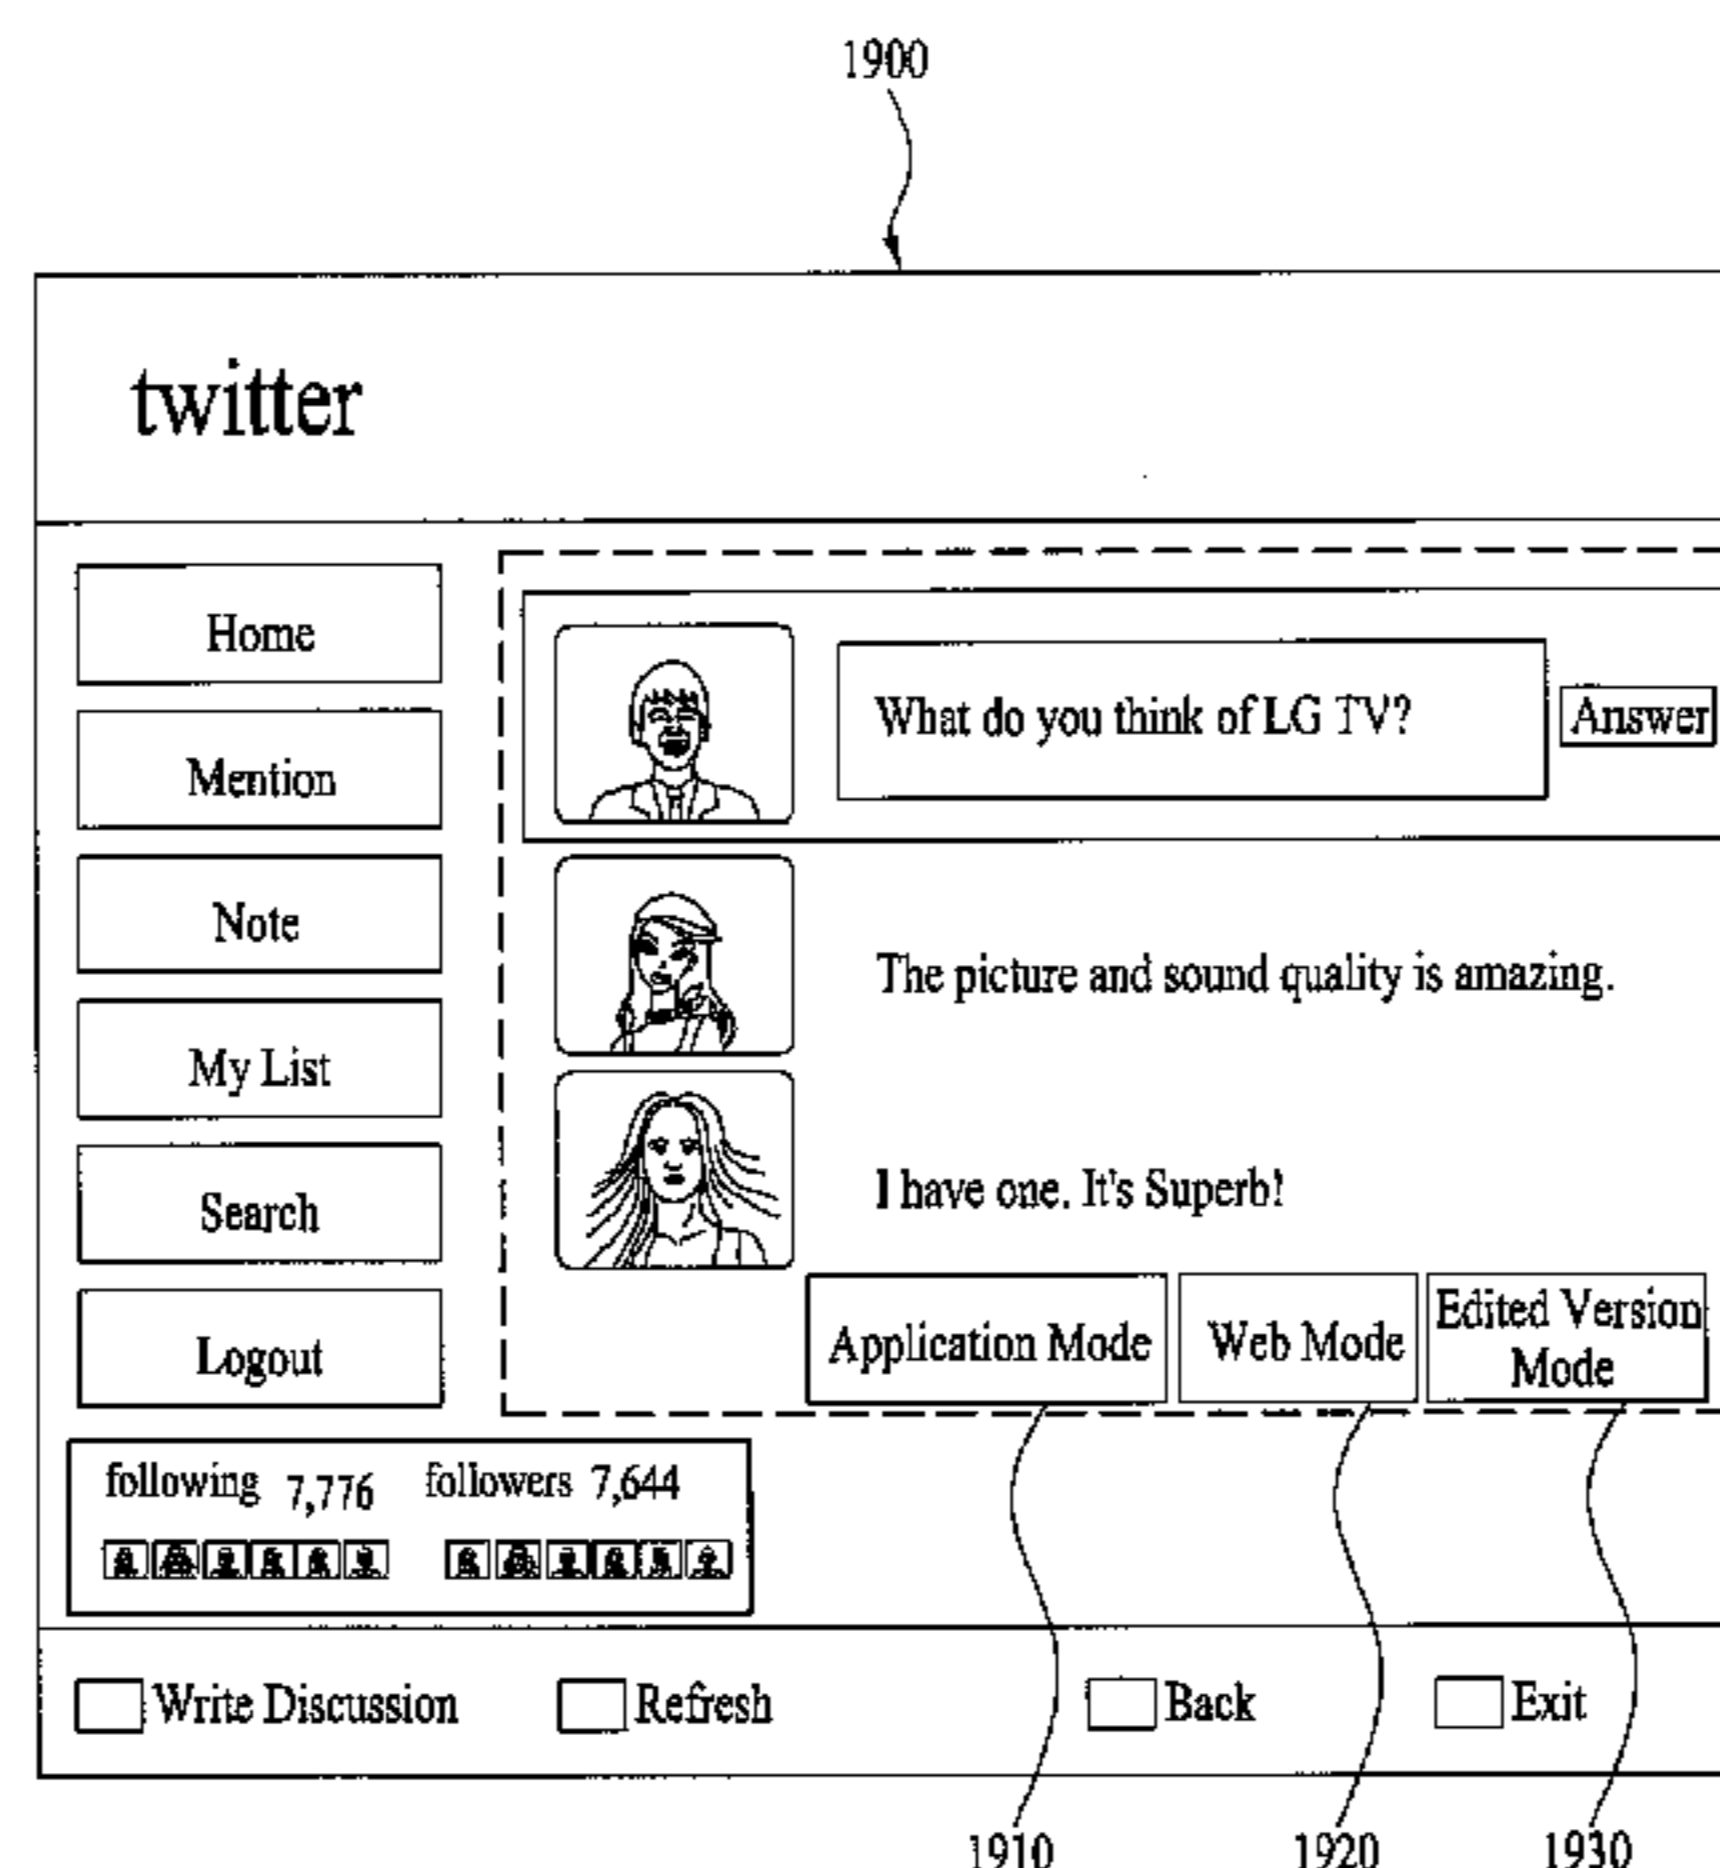 1900
twitter
Home
Mention
Note
My List
Search
Logout
What do you think of LG TV?
Answer
The picture and sound quality is amazing.
I have one. It's Superb!
Application Mode
Web Mode
Edited Version
Mode
following 7,776 followers 7,644
Write Discussion Refresh Back Exit
1910 1920 1930